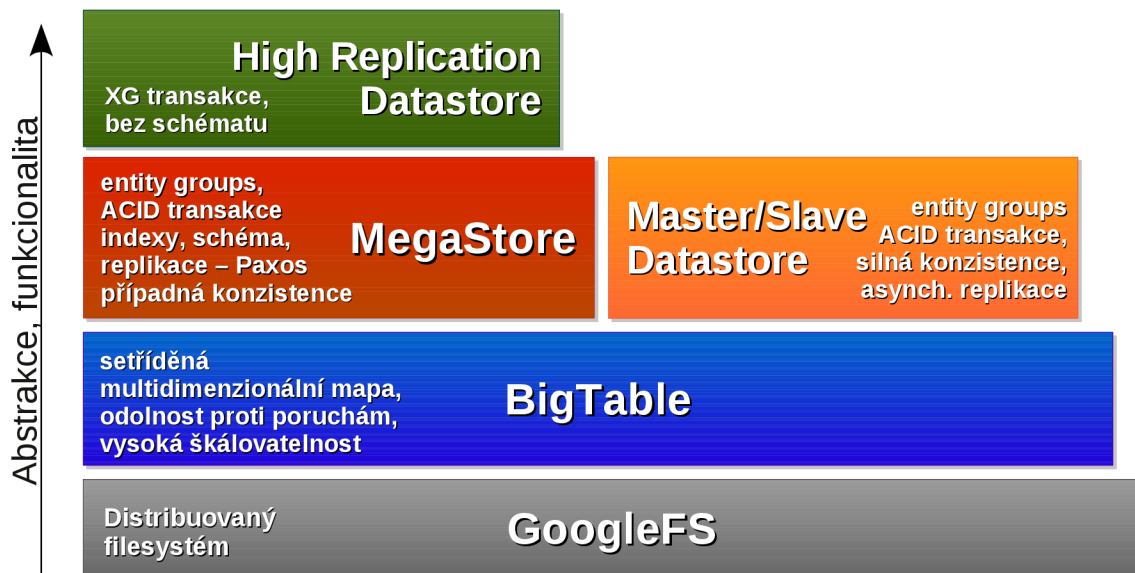 Abstrakce, funkcionalita
High Replication
Datastore
XG transakce,
bez schématu
entity groups,
ACID transakce
indexy, schéma,
replikace – Paxos
případná konzistence
MegaStore
Master/Slave
Datastore
entity groups
ACID transakce,
silná konzistence,
asynch. replikace
setříděná
multidimenzionální mapa,
odolnost proti poruchám,
vysoká škálovatelnost
BigTable
Distribuovaný
filesystém
GoogleFS